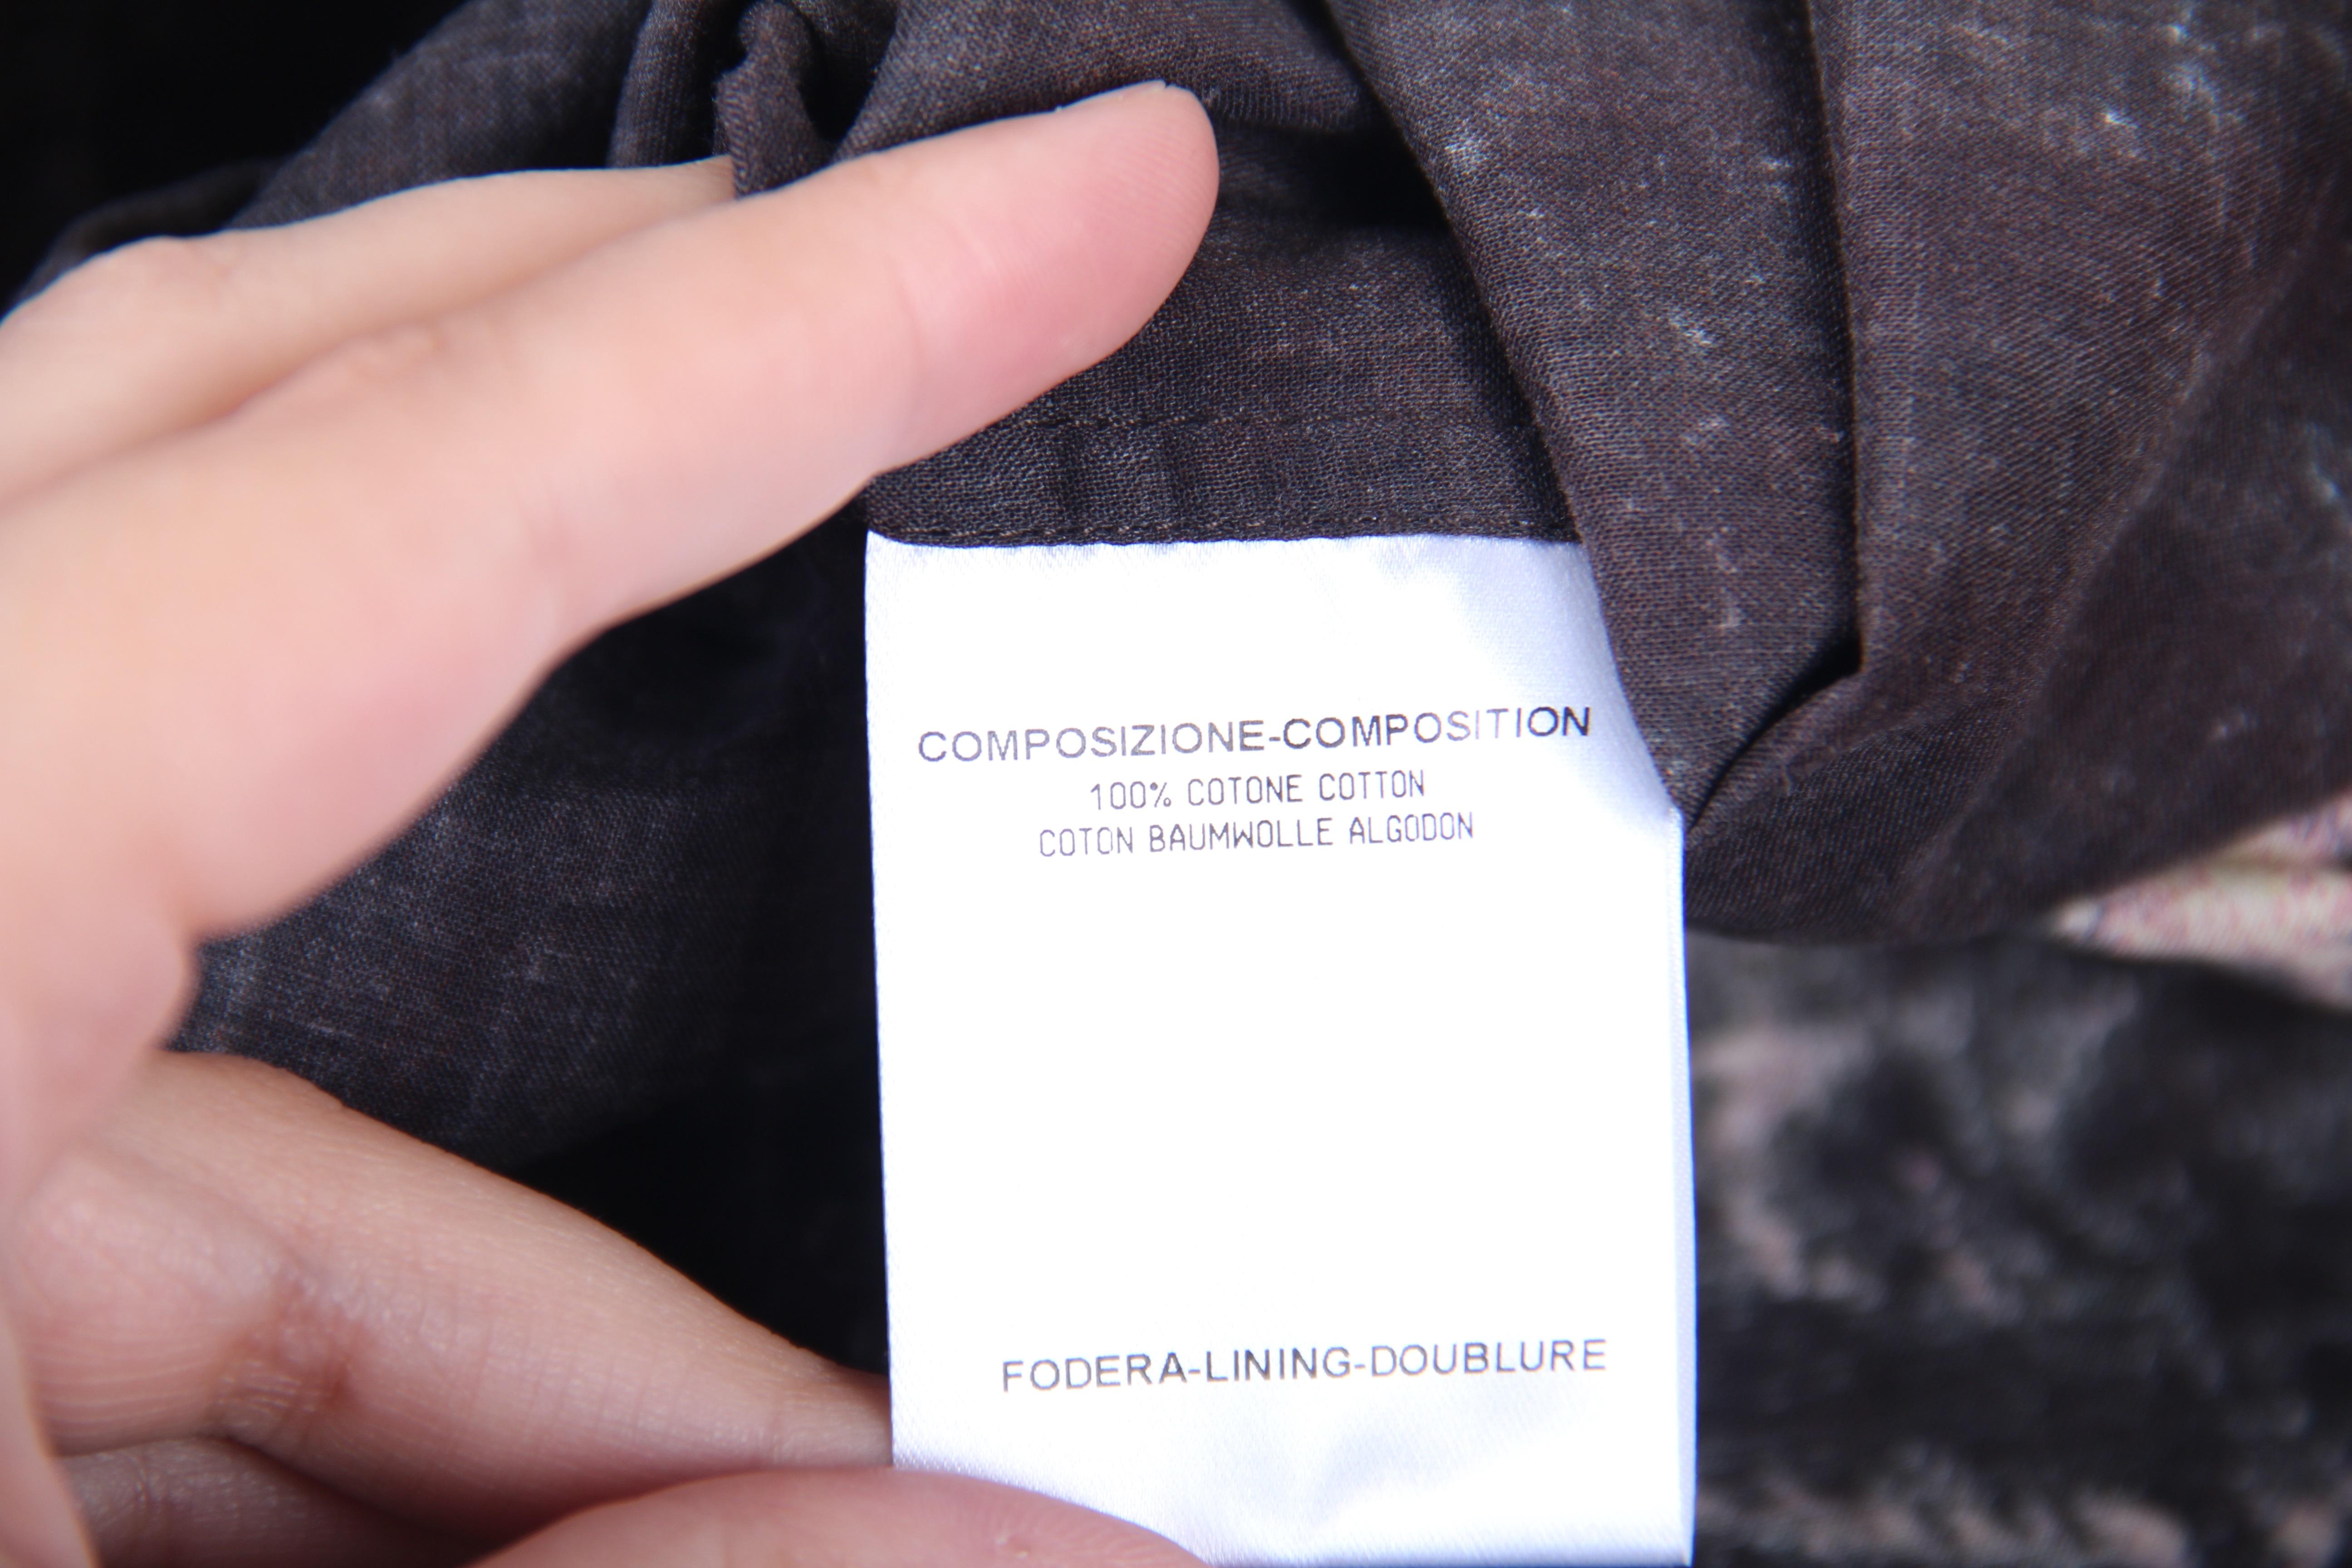 COMPOSIZIONE-COMPOSITION
100% COTONE COTTON
COTON BAUMWOLLE ALGODON
FODERA-LINING-DOUBLURE